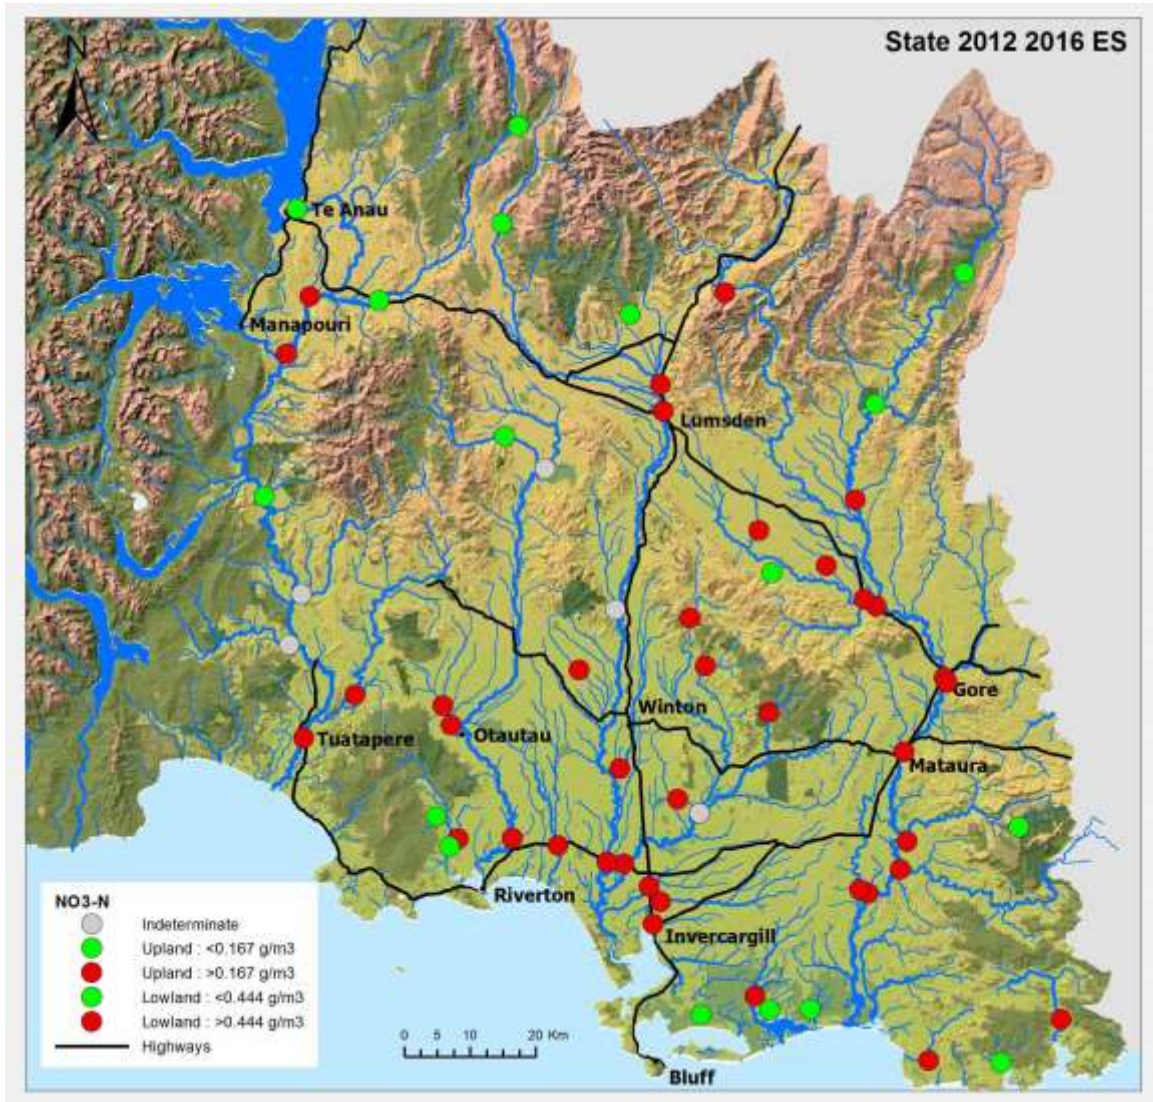 State 2012 2016 ES
N
Te Anau
Manapouri
Lumsden
Gore
Winton
Otautau
Tuatapere
Mataura
Riverton
Invercargill
Bluff
NO3-N
Indeterminate
Upland : <0.167 g/m3
Upland : >0.167 g/m3
Lowland : <0.444 g/m3
Lowland : >0.444 g/m3
Highways
0 5 10 20 Km